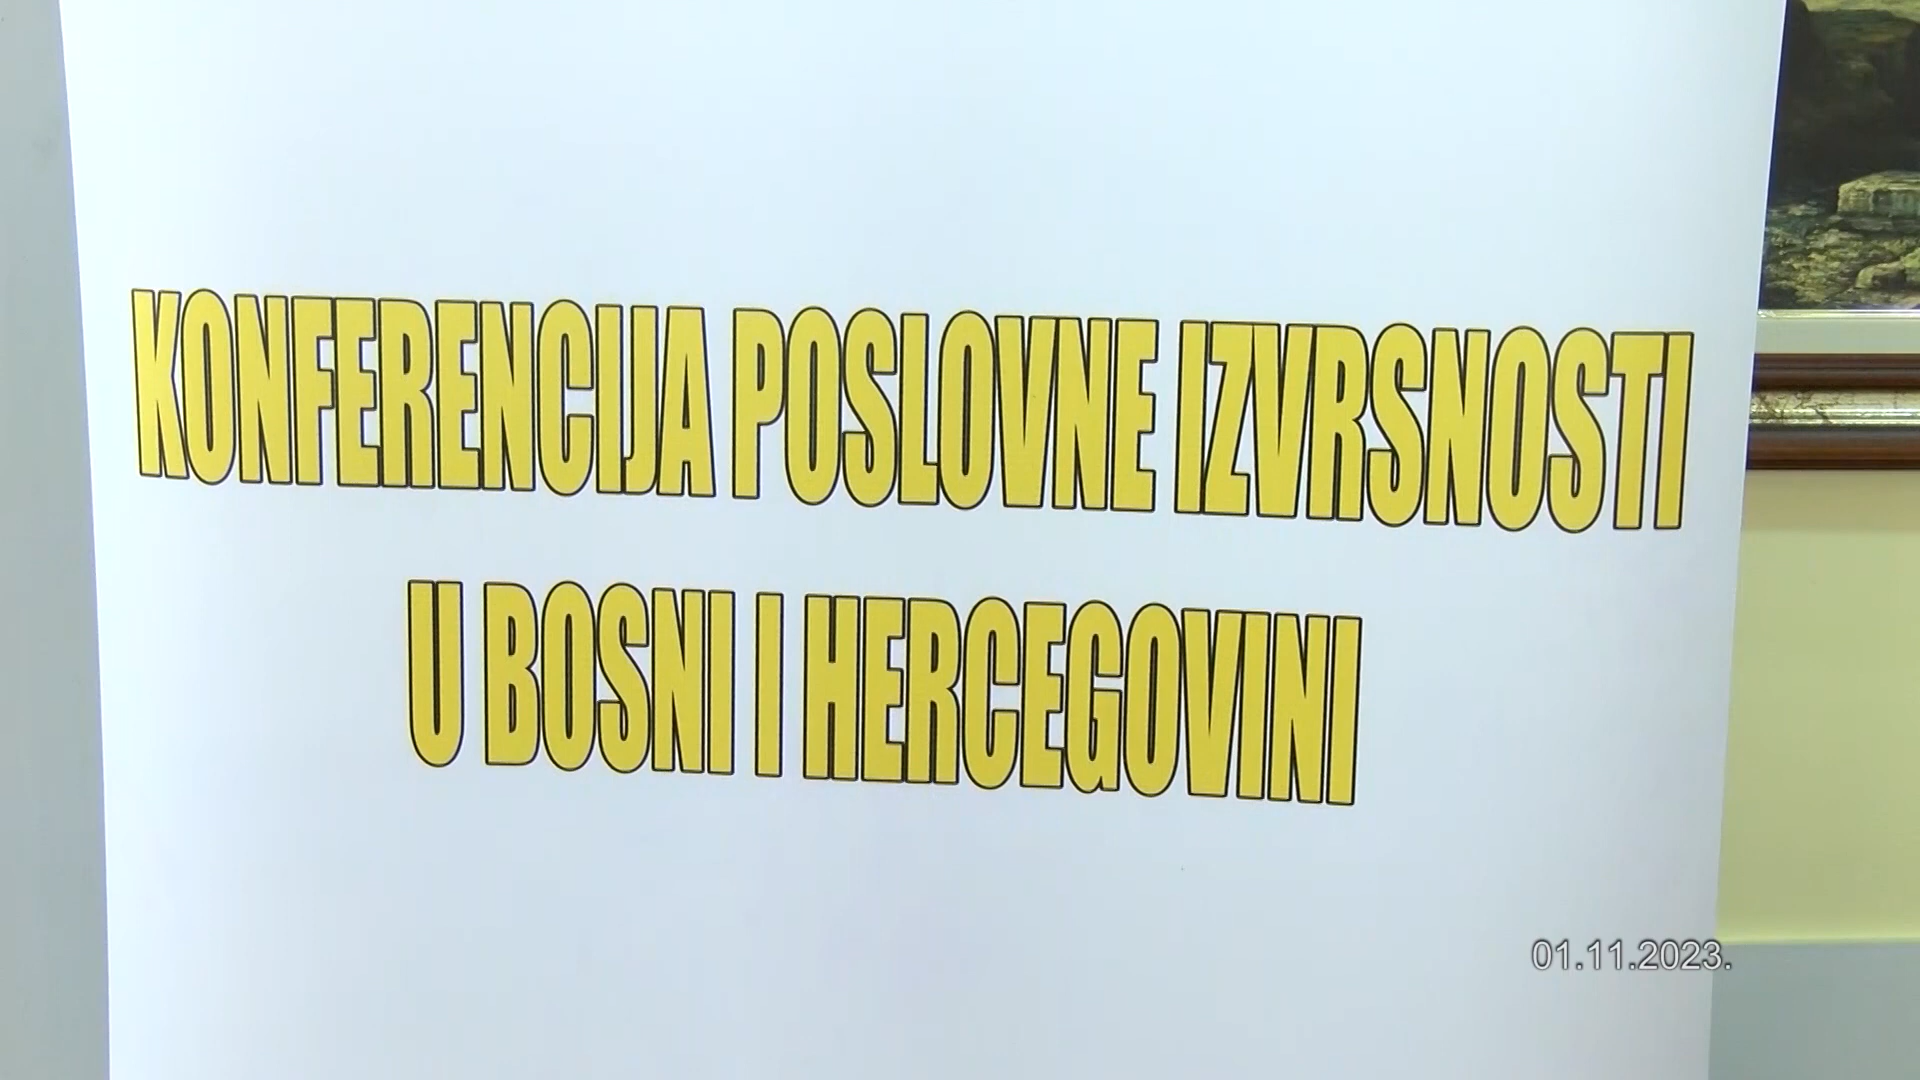 KONFERENCIJA POSLOVNE IZVRSNOSTI
U BOSNI I HERCEGOVINI
01.11.2023.